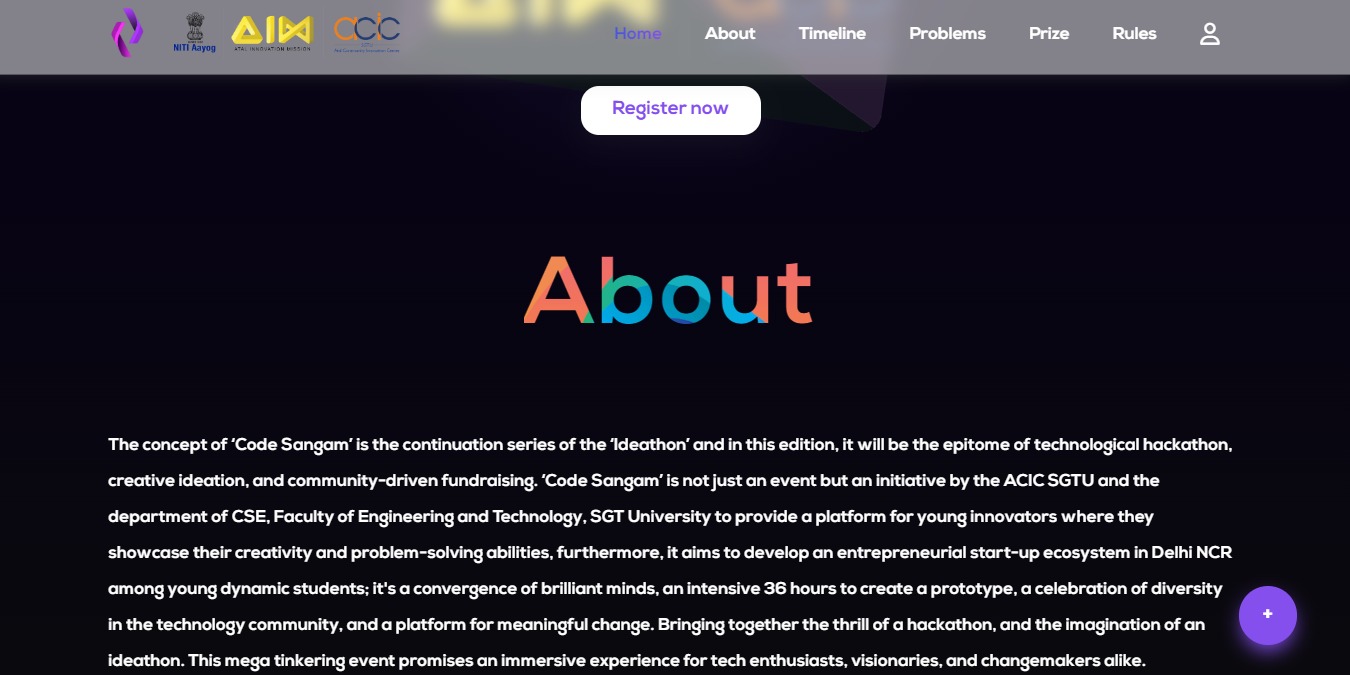 NITI Aayog
AIM
ATAL INNOVATION MISSION
acic
Home
About
Timeline
Problems
Prize
Rules
Register now
About
The concept of ‘Code Sangam’ is the continuation series of the ‘Ideathon’ and in this edition, it will be the epitome of technological hackathon,
creative ideation, and community-driven fundraising. ‘Code Sangam’ is not just an event but an initiative by the ACIC SGTU and the
department of CSE, Faculty of Engineering and Technology, SGT University to provide a platform for young innovators where they
showcase their creativity and problem-solving abilities, furthermore, it aims to develop an entrepreneurial start-up ecosystem in Delhi NCR
among young dynamic students; it's a convergence of brilliant minds, an intensive 36 hours to create a prototype, a celebration of diversity
in the technology community, and a platform for meaningful change. Bringing together the thrill of a hackathon, and the imagination of an
ideathon. This mega tinkering event promises an immersive experience for tech enthusiasts, visionaries, and changemakers alike.
+